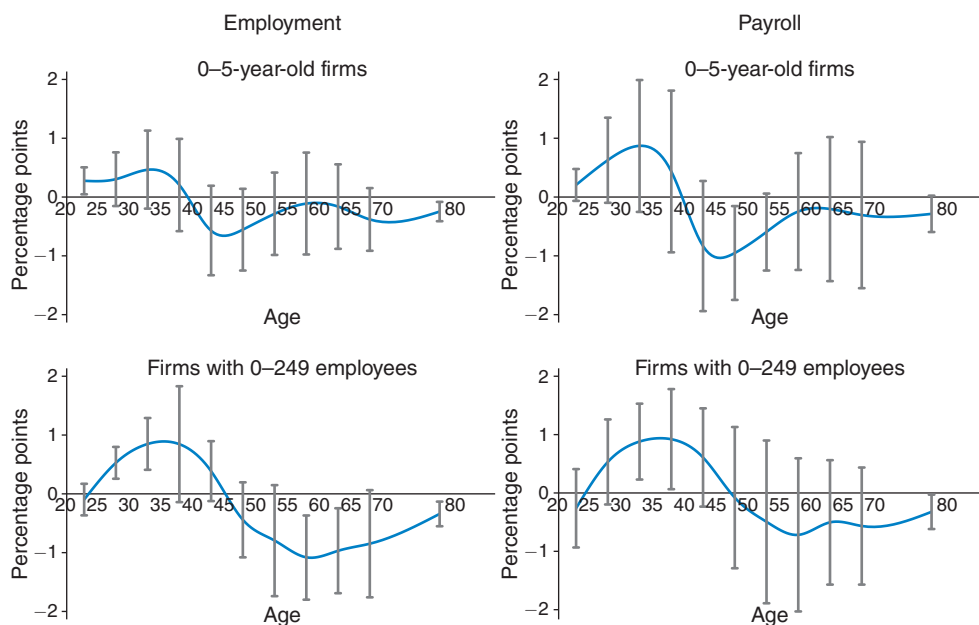 Employment
0–5-year-old firms
Percentage points
2
1
0
−1
−2
20 25 30 35 40 45 50 55 60 65 70 80
Age
Payroll
0–5-year-old firms
Percentage points
2
1
0
−1
−2
20 25 30 35 40 45 50 55 60 65 70 80
Age
Firms with 0–249 employees
Percentage points
2
1
0
−1
−2
20 25 30 35 40 45 50 55 60 65 70 80
Age
Firms with 0–249 employees
Percentage points
2
1
0
−1
−2
20 25 30 35 40 45 50 55 60 65 70 80
Age